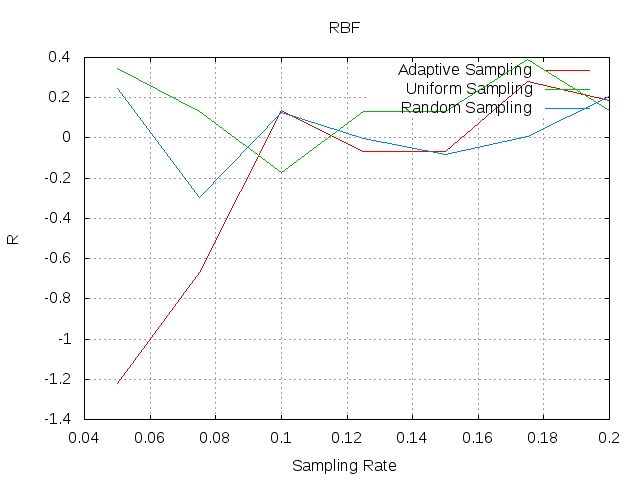 RBF
Adaptive Sampling
Uniform Sampling
Random Sampling
0.4
0.2
0
-0.2
-0.4
-0.6
-0.8
-1
-1.2
-1.4
R
0.04 0.06 0.08 0.1 0.12 0.14 0.16 0.18 0.2
Sampling Rate